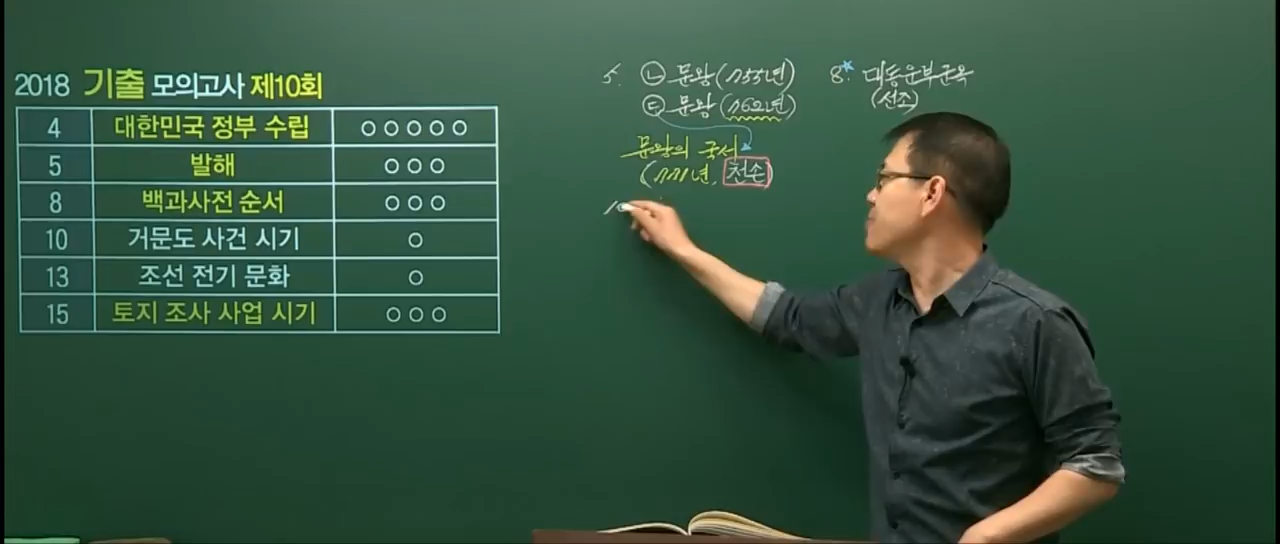 2018 기출 모의고사 제10회
4 대한민국 정부 수립 ○○○○○
5 발해 ○○○
8 백과사전 순서 ○○○
10 거문도 사건 시기 ○
13 조선 전기 문화 ○
15 토지 조사 사업 시기 ○○○
5. ㉡ 문왕(755년)
㉢ 문왕(762년)
문왕의 국서
(771년, 천손)
10
8. 대동운부군옥
(선조)